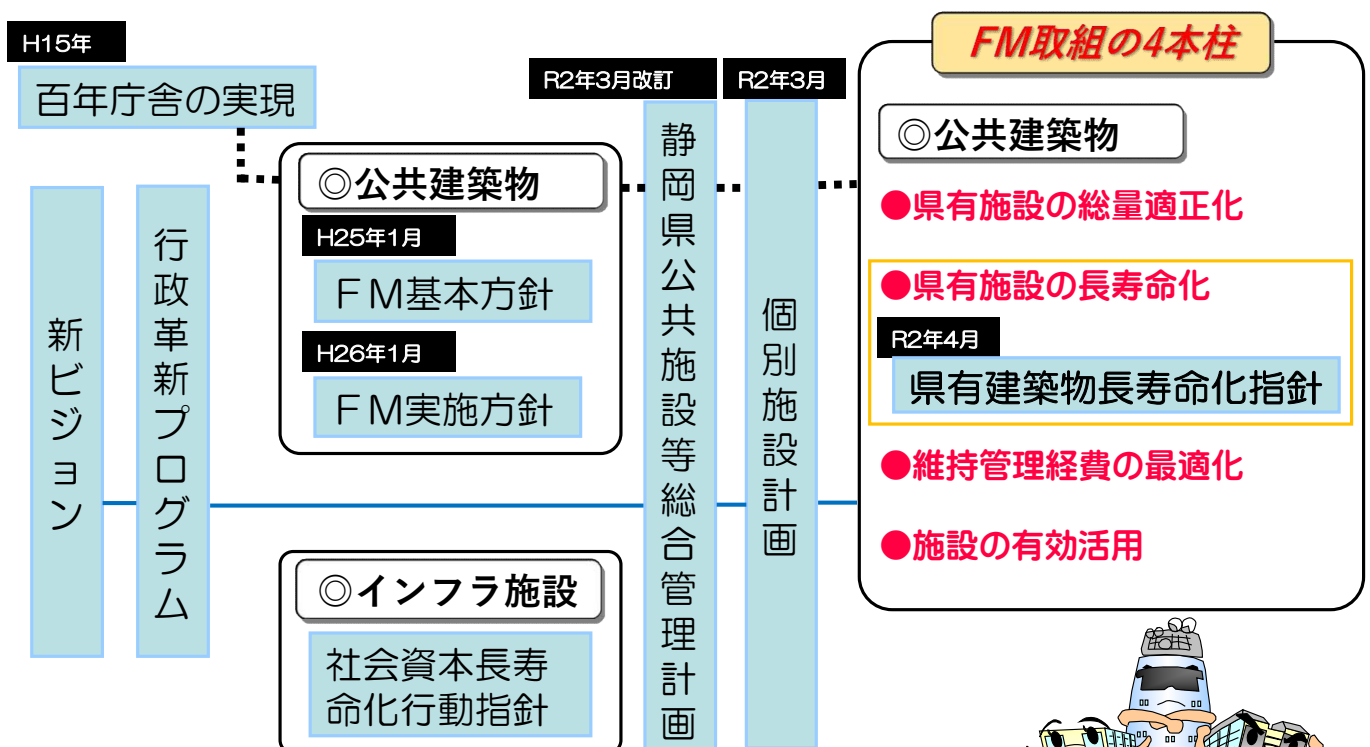 H15年
百年庁舎の実現
新ビジョン
行政革新プログラム
◎公共建築物
H25年1月
ＦＭ基本方針
H26年1月
ＦＭ実施方針
◎インフラ施設
社会資本長寿
命化行動指針
R2年3月改訂
静岡県公共施設等総合管理計画
R2年3月
個別施設計画
FM取組の4本柱
◎公共建築物
●県有施設の総量適正化
●県有施設の長寿命化
R2年4月
県有建築物長寿命化指針
●維持管理経費の最適化
●施設の有効活用